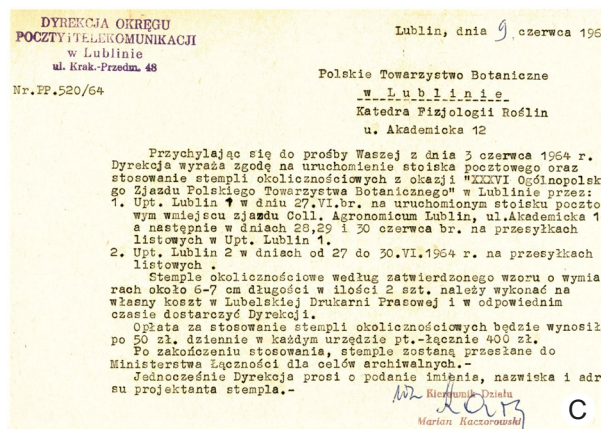 DYREKCJA OKRĘGU
POCZTY i TELEKOMUNIKACJI
w Lublinie
ul. Krak.-Przedm. 48
Lublin, dnia 9 czerwca 196
Nr.PP.520/64
Polskie Towarzystwo Botaniczne
w Lublinie
Katedra Fizjologii Roślin
u. Akademicka 12
Przychylając się do prośby Waszej z dnia 3 czerwca 1964 r.
Dyrekcja wyraża zgodę na uruchomienie stoiska pocztowego oraz
stosowanie stempli okolicznościowych z okazji "XXXVI Ogólnopolsk
go Zjazdu Polskiego Towarzystwa Botanicznego" w Lublinie przez:
1. Upt. Lublin 1 w dniu 27.VI.br. na uruchomionym stoisku poczto
wym wmiejscu zjazdu Coll. Agronomicum Lublin, ul.Akademicka 1
a następnie w dniach 28,29 i 30 czerwca br. na przesyłkach
listowych w Upt. Lublin 1.
2. Upt. Lublin 2 w dniach od 27 do 30.VI.1964 r. na przesyłkach
listowych .
Stemple okolicznościowe według zatwierdzonego wzoru o wymia
rach około 6-7 cm długości w ilości 2 szt. należy wykonać na
własny koszt w Lubelskiej Drukarni Prasowej i w odpowiednim
czasie dostarczyć Dyrekcji.
Opłata za stosowanie stempli okolicznościowych będzie wynosił
po 50 zł. dziennie w każdym urzędzie pt.-łącznie 400 zł.
Po zakończeniu stosowania, stemple zostaną przesłane do
Ministerstwa Łączności dla celów archiwalnych.-
Jednocześnie Dyrekcja prosi o podanie imienia, nazwiska i adr
su projektanta stempla.-
Kierownik Działu
Marian Kaczorowski
C